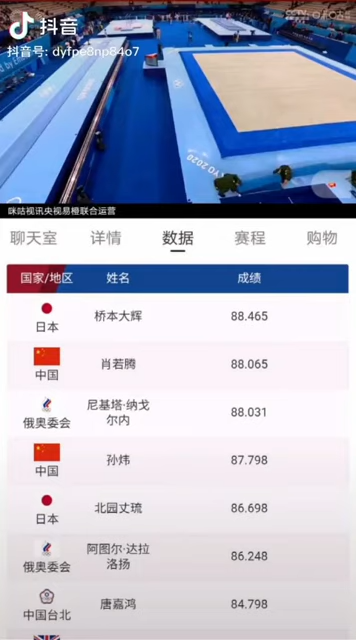 抖音
抖音号: dyfpe8np84o7
TOKYO 2020
咪咕视讯央视易橙联合运营
聊天室 详情 数据 赛程 购物
国家/地区 姓名 成绩
日本 桥本大辉 88.465
中国 肖若腾 88.065
俄奥委会 尼基塔·纳戈尔内 88.031
中国 孙炜 87.798
日本 北园丈琉 86.698
俄奥委会 阿图尔·达拉洛扬 86.248
中国台北 唐嘉鸿 84.798